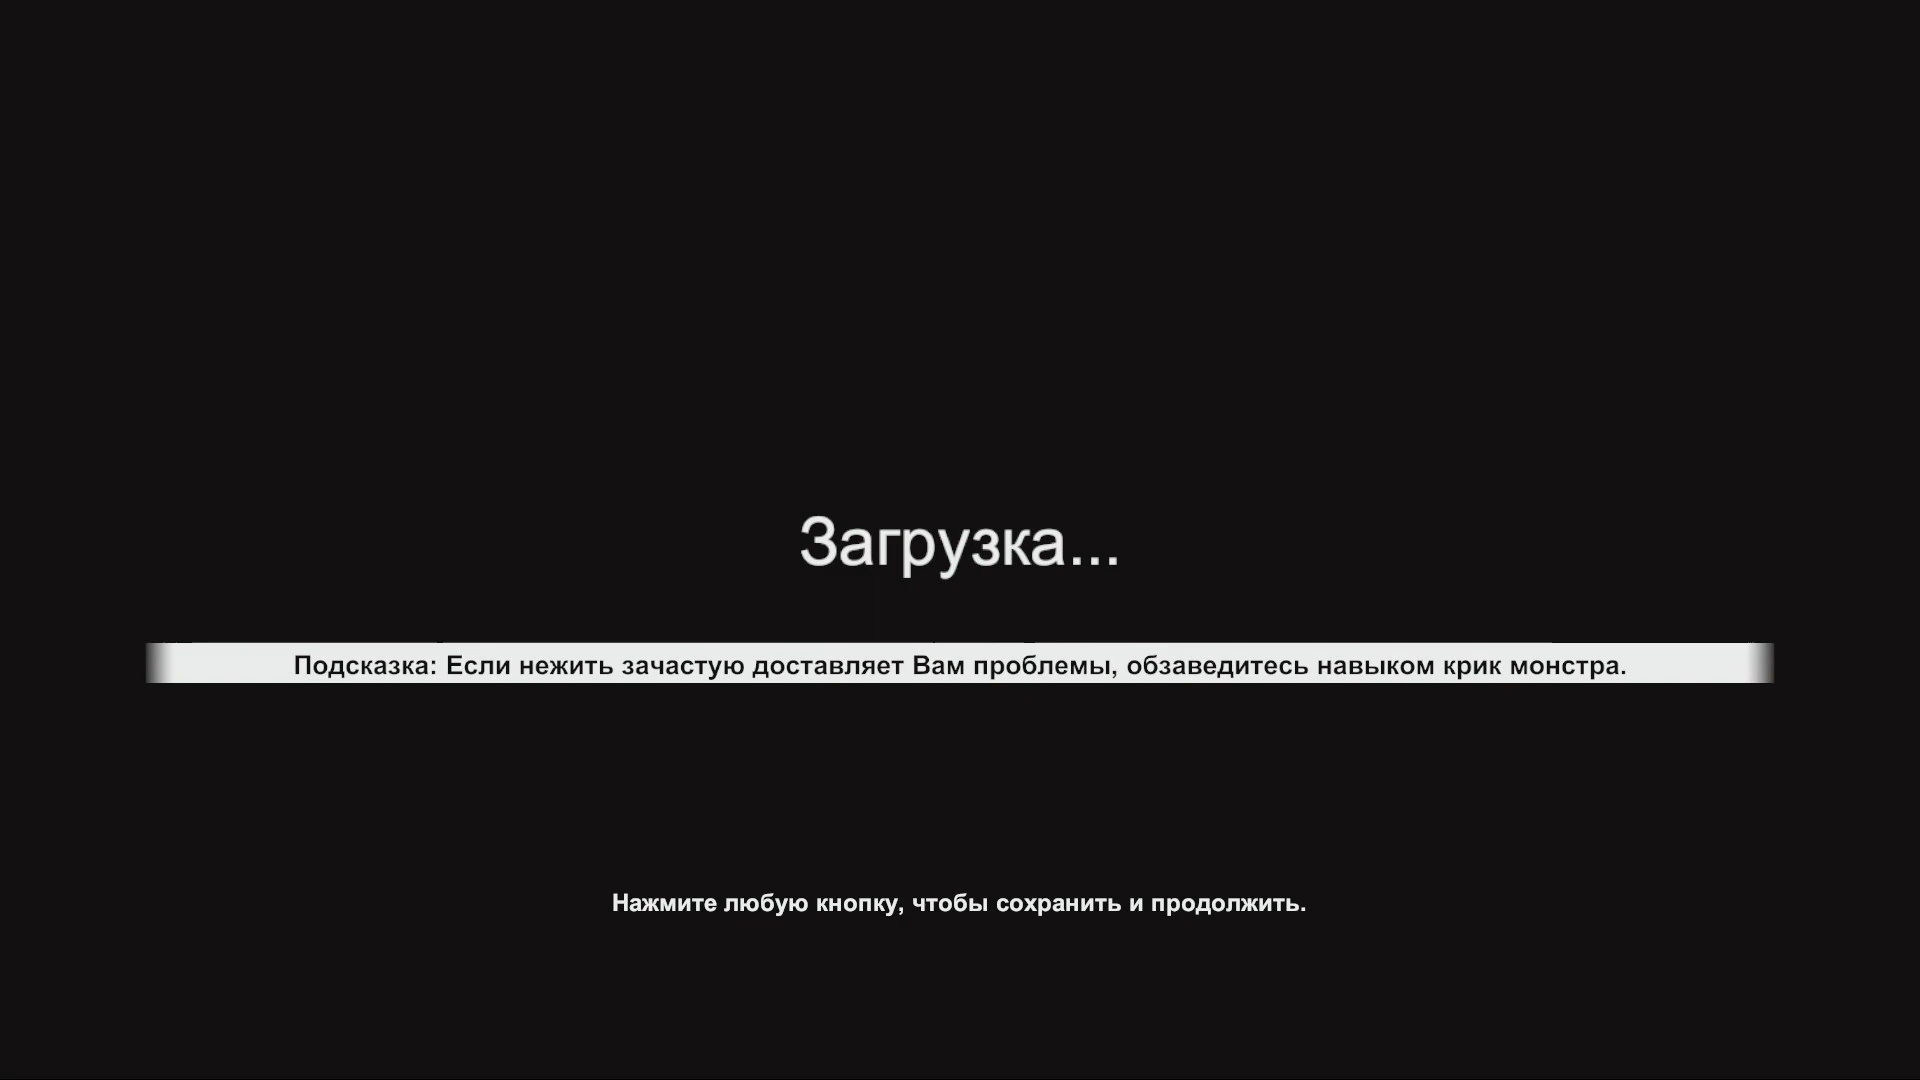 Загрузка...
Подсказка: Если нежить зачастую доставляет Вам проблемы, обзаведитесь навыком крик монстра.
Нажмите любую кнопку, чтобы сохранить и продолжить.